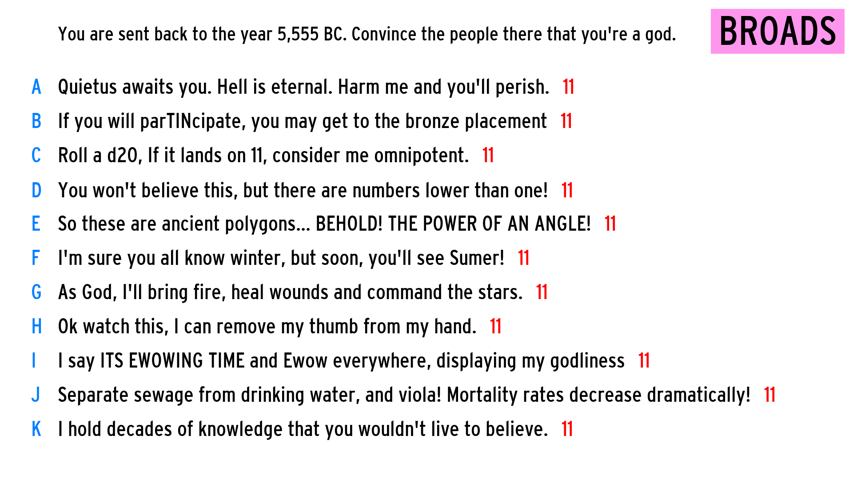 You are sent back to the year 5,555 BC. Convince the people there that you're a god.
BROADS
A Quietus awaits you. Hell is eternal. Harm me and you'll perish. 11
B If you will parTINcipate, you may get to the bronze placement 11
C Roll a d20, If it lands on 11, consider me omnipotent. 11
D You won't believe this, but there are numbers lower than one! 11
E So these are ancient polygons... BEHOLD! THE POWER OF AN ANGLE! 11
F I'm sure you all know winter, but soon, you'll see Sumer! 11
G As God, I'll bring fire, heal wounds and command the stars. 11
H Ok watch this, I can remove my thumb from my hand. 11
I I say ITS EWOWING TIME and Ewow everywhere, displaying my godliness 11
J Separate sewage from drinking water, and viola! Mortality rates decrease dramatically! 11
K I hold decades of knowledge that you wouldn't live to believe. 11